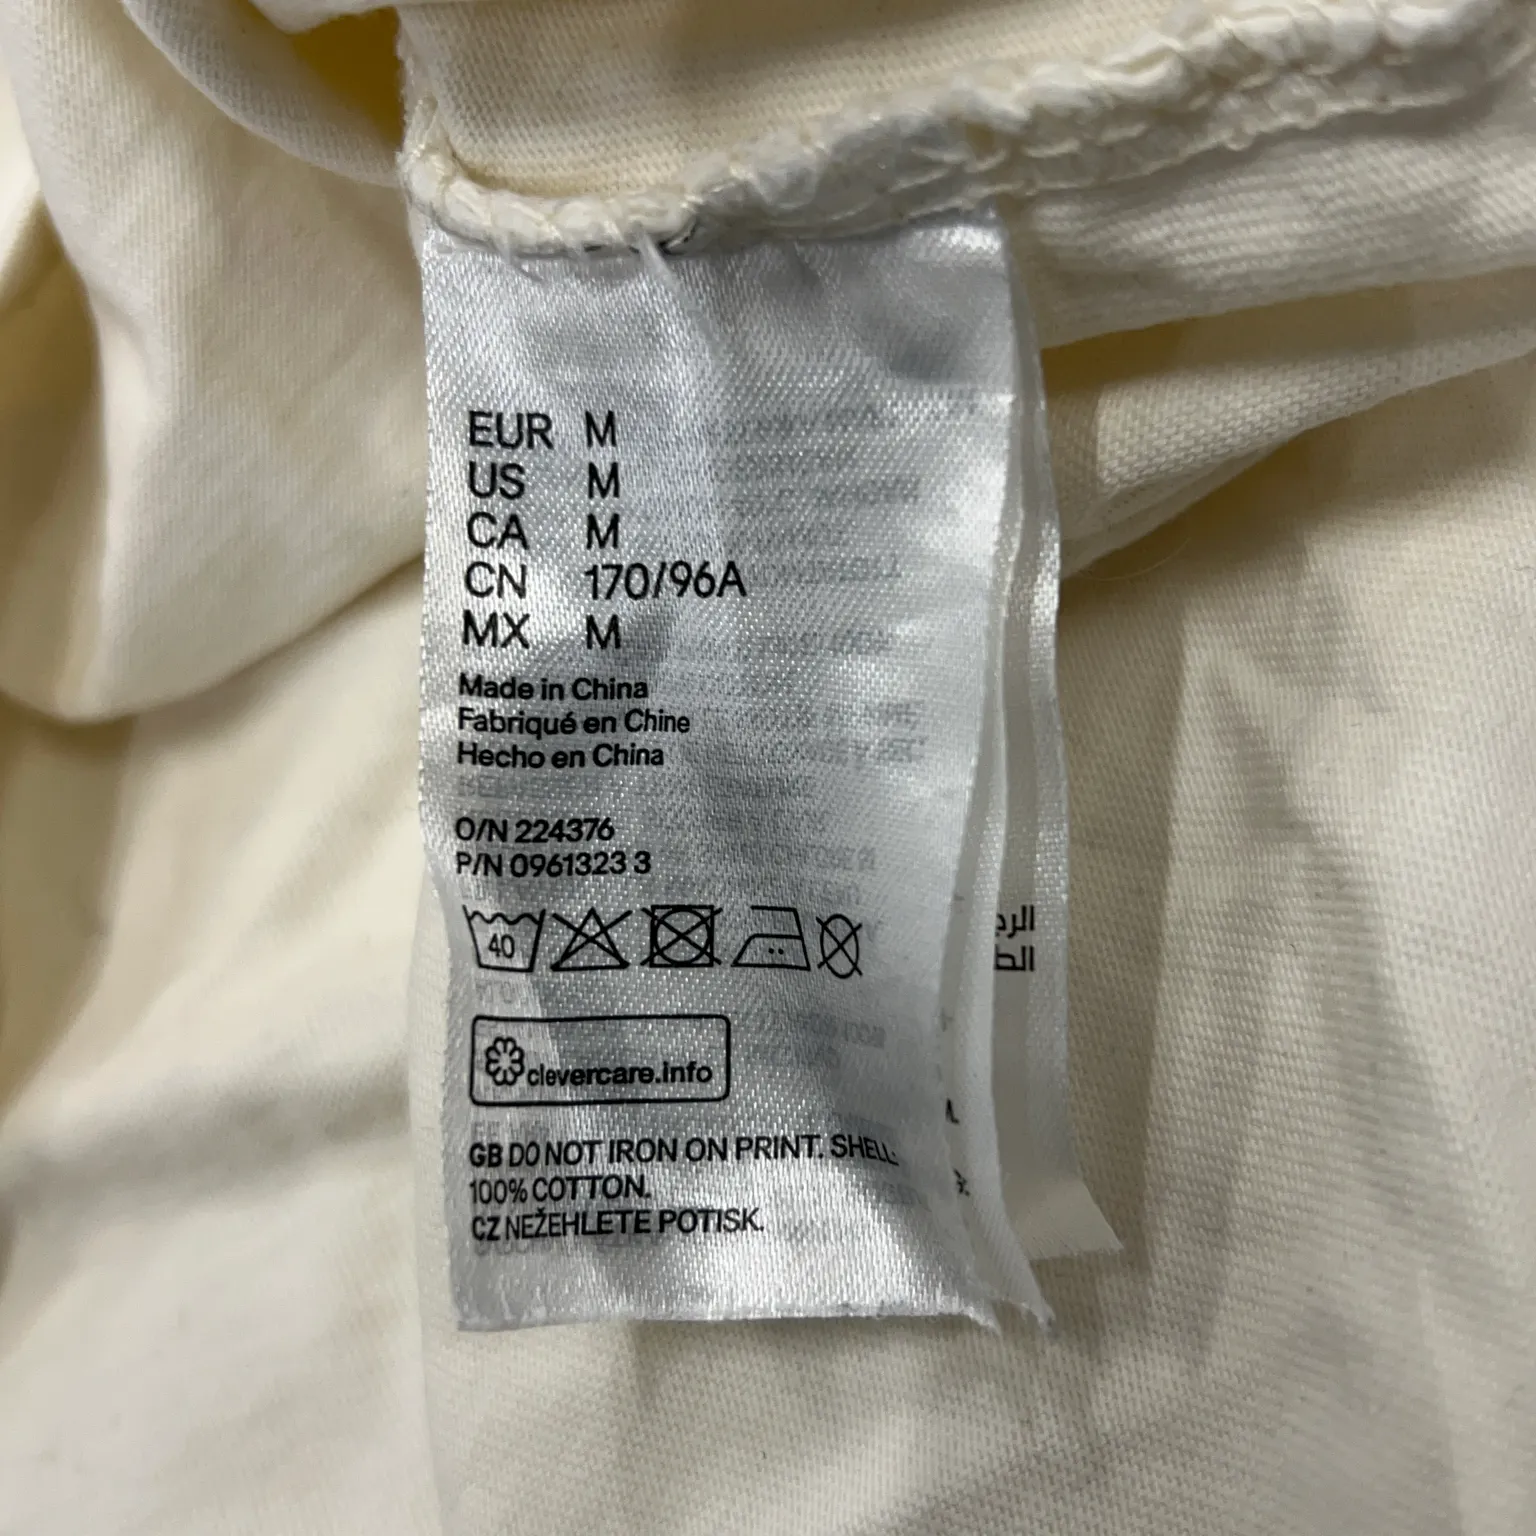 EUR M
US M
CA M
CN 170/96A
MX M
Made in China
Fabriqué en Chine
Hecho en China
O/N 224376
P/N 0961323 3
40
clevercare.info
GB DO NOT IRON ON PRINT. SHELL:
100% COTTON.
CZ NEŽEHLETE POTISK.